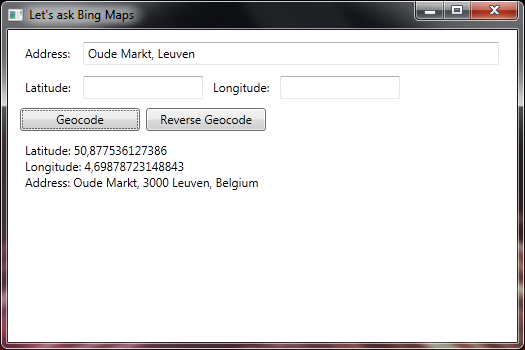 Let's ask Bing Maps
Address: Oude Markt, Leuven
Latitude: Longitude:
Geocode Reverse Geocode
Latitude: 50,877536127386
Longitude: 4,69878723148843
Address: Oude Markt, 3000 Leuven, Belgium